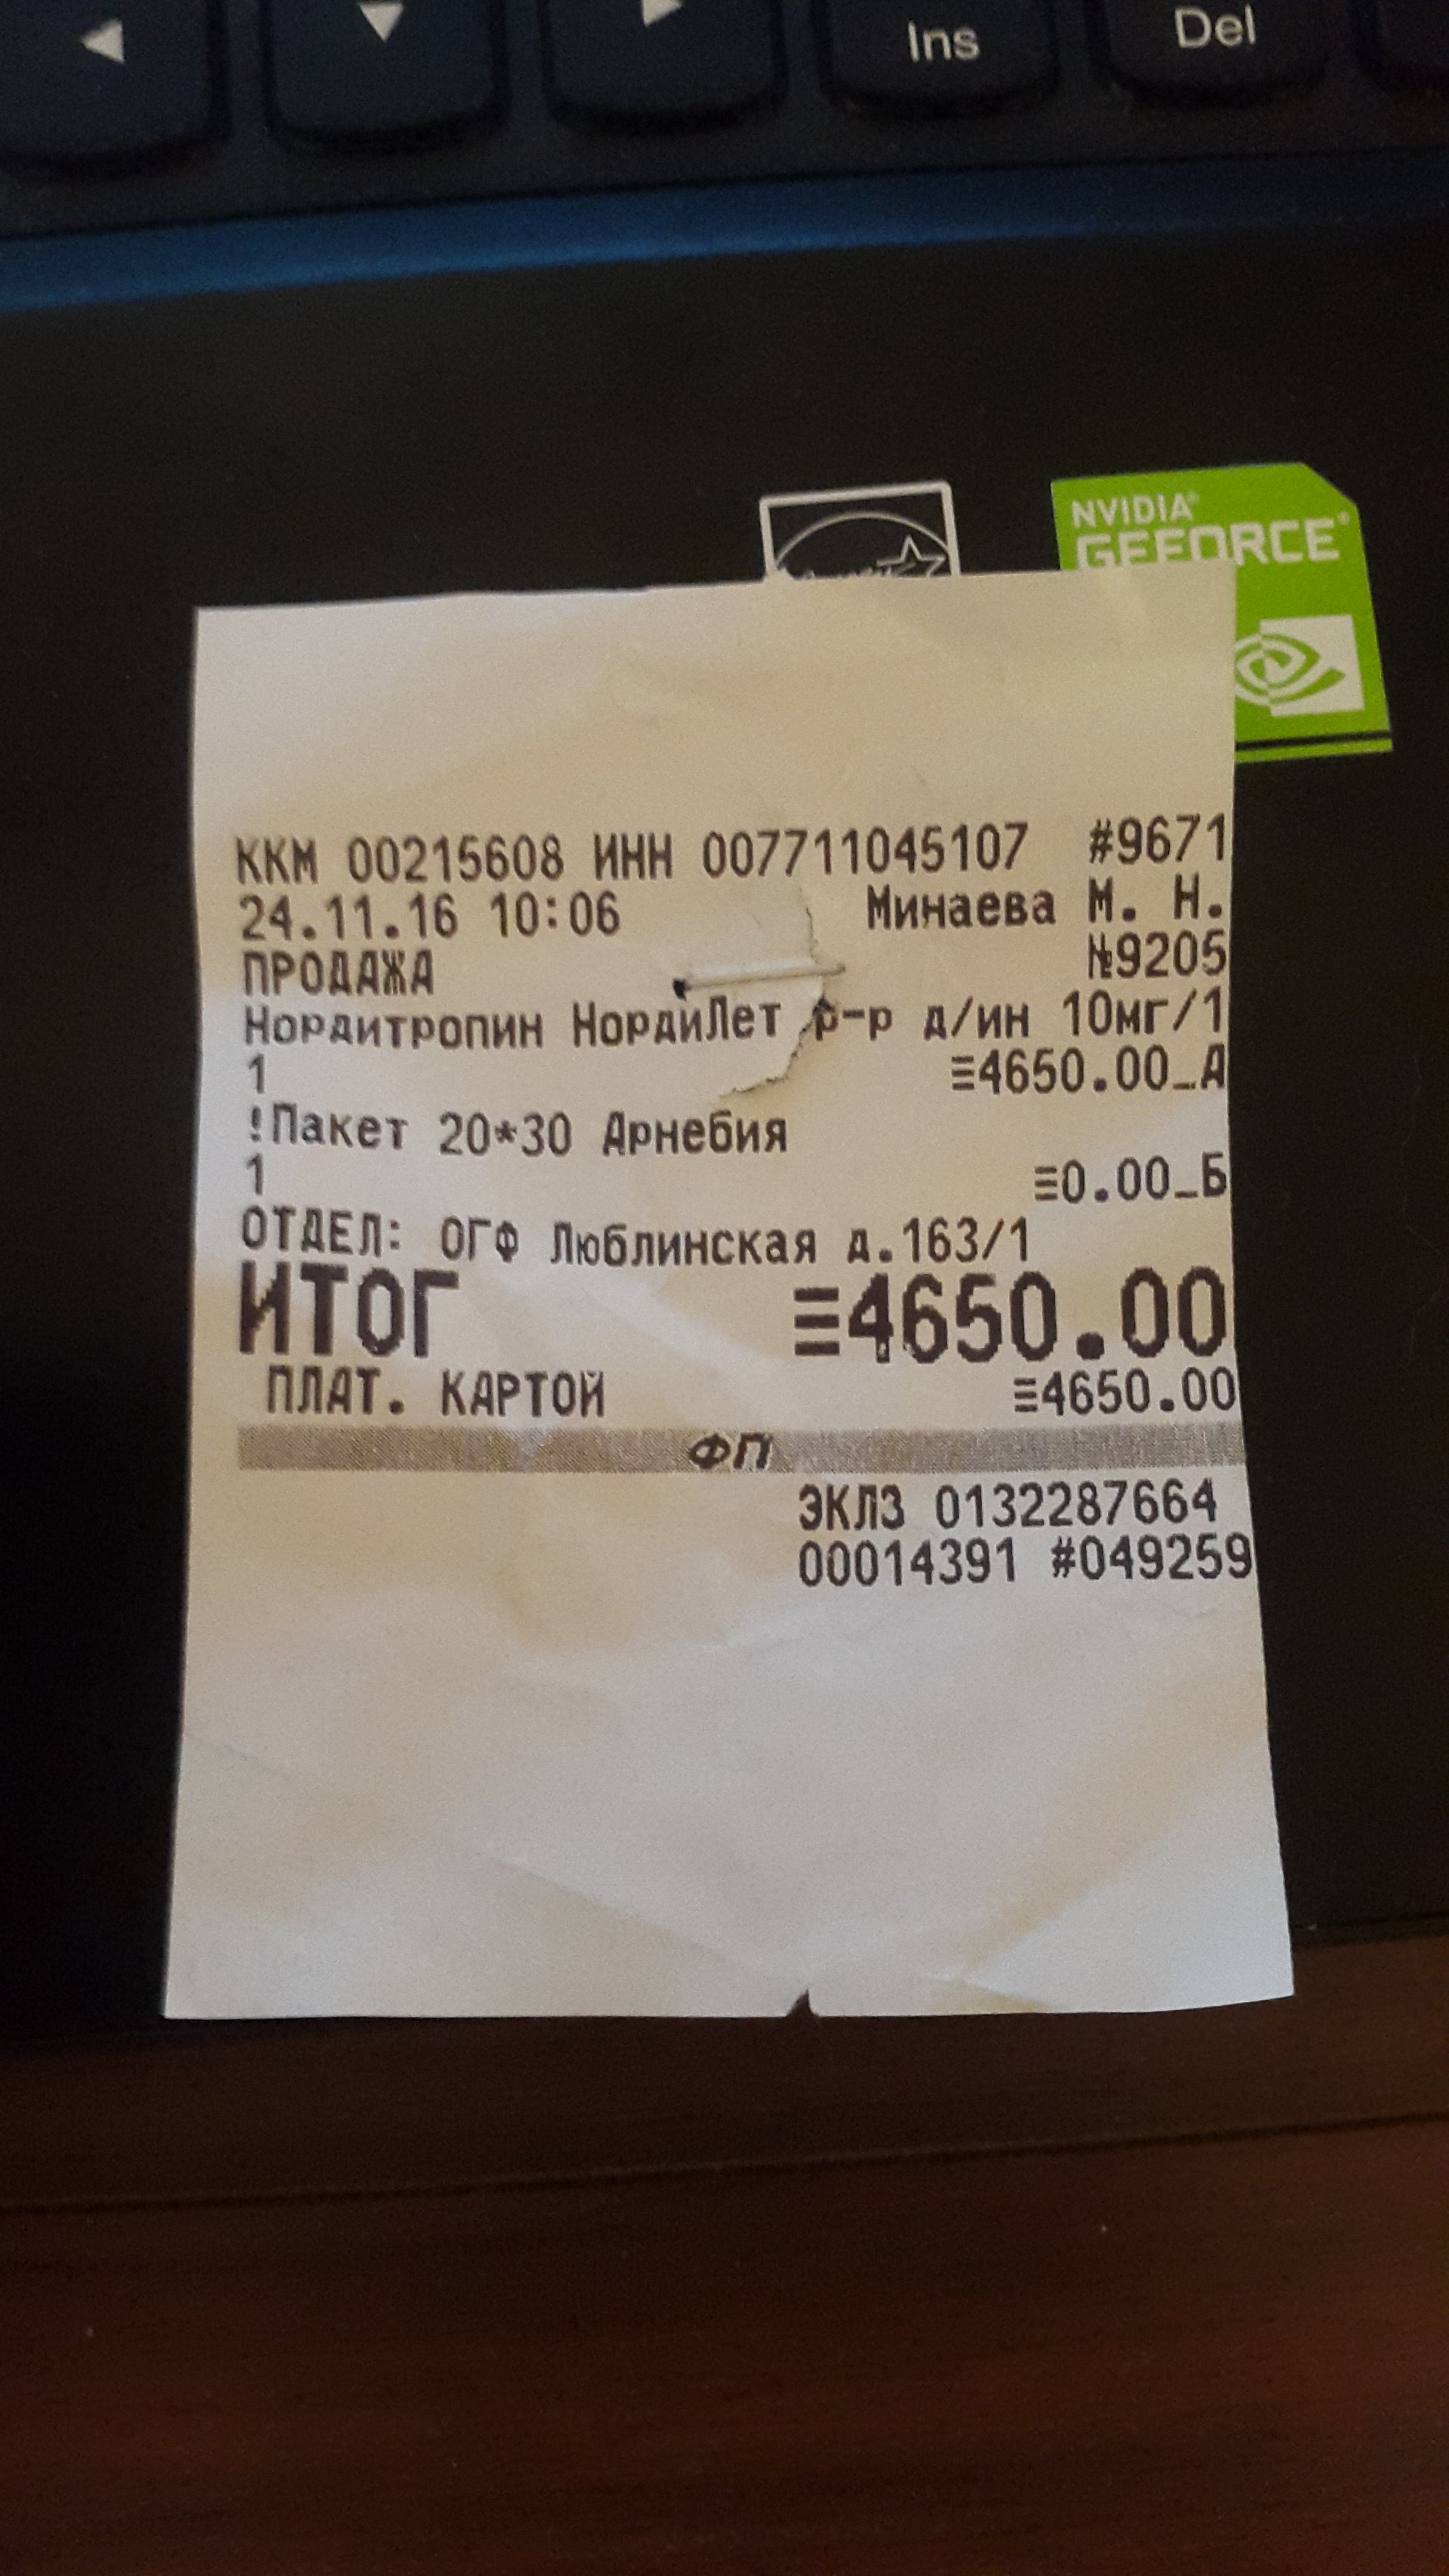 Ins
Del
NVIDIA
GEFORCE
ККМ 00215608 ИНН 007711045107 #9671
24.11.16 10:06 Минаева М. Н.
ПРОДАЖА №9205
Нордитропин НордиЛет р-р д/ин 10мг/1
1 ≡4650.00_А
!Пакет 20*30 Арнебия
1 ≡0.00_Б
ОТДЕЛ: ОГФ Люблинская д.163/1
ИТОГ ≡4650.00
ПЛАТ. КАРТОЙ ≡4650.00
ФП
ЭКЛЗ 0132287664
00014391 #049259